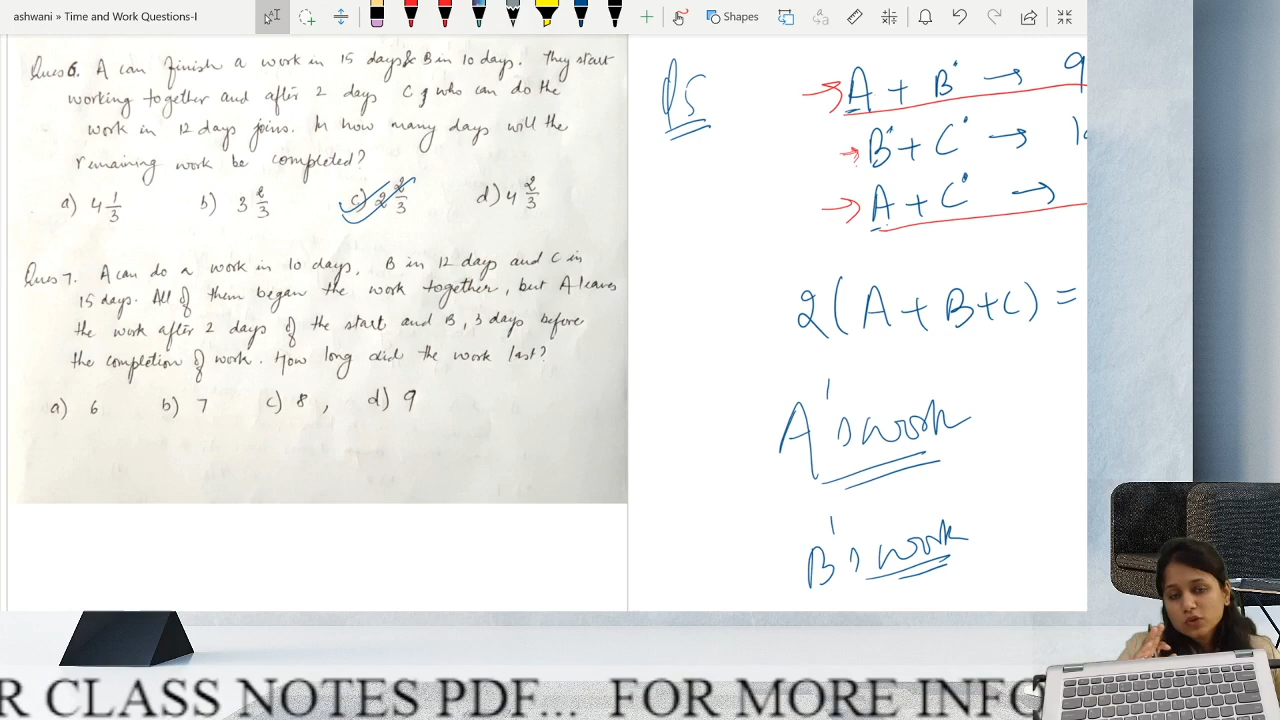 ashwani » Time and Work Questions-I
Shapes
Ques 6. A can finish a work in 15 days & B in 10 days. They start
working together and after 2 days C who can do the
work in 12 days joins. In how many days will the
remaining work be completed?
a) 4 1/3 b) 3 2/3 c) 2 2/3 d) 4 2/3
Ques 7. A can do a work in 10 days, B in 12 days and C in
15 days. All of them began the work together, but A leaves
the work after 2 days of the start and B, 3 days before
the completion of work. How long did the work last?
a) 6 b) 7 c) 8, d) 9
Q5
A + B → 9
B + C →
A + C →
2(A + B + C) =
A's work
B's work
R CLASS NOTES PDF... FOR MORE INFO